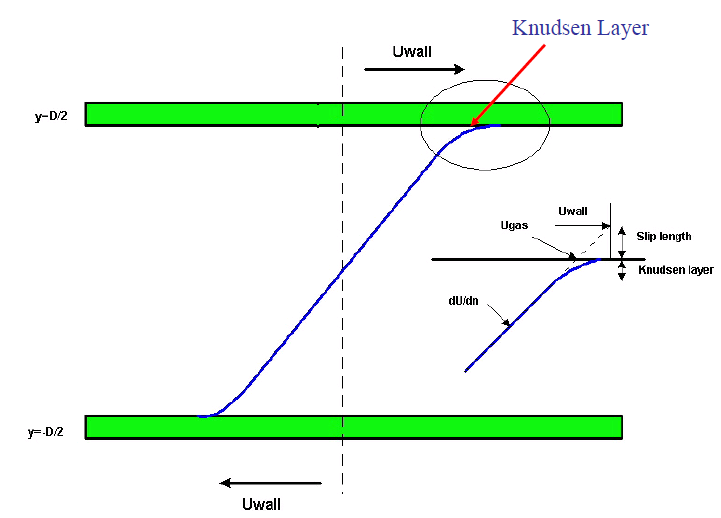 Knudsen Layer
Uwall
y=D/2
Uwall
Ugas
Slip length
Knudsen layer
dU/dn
y=-D/2
Uwall